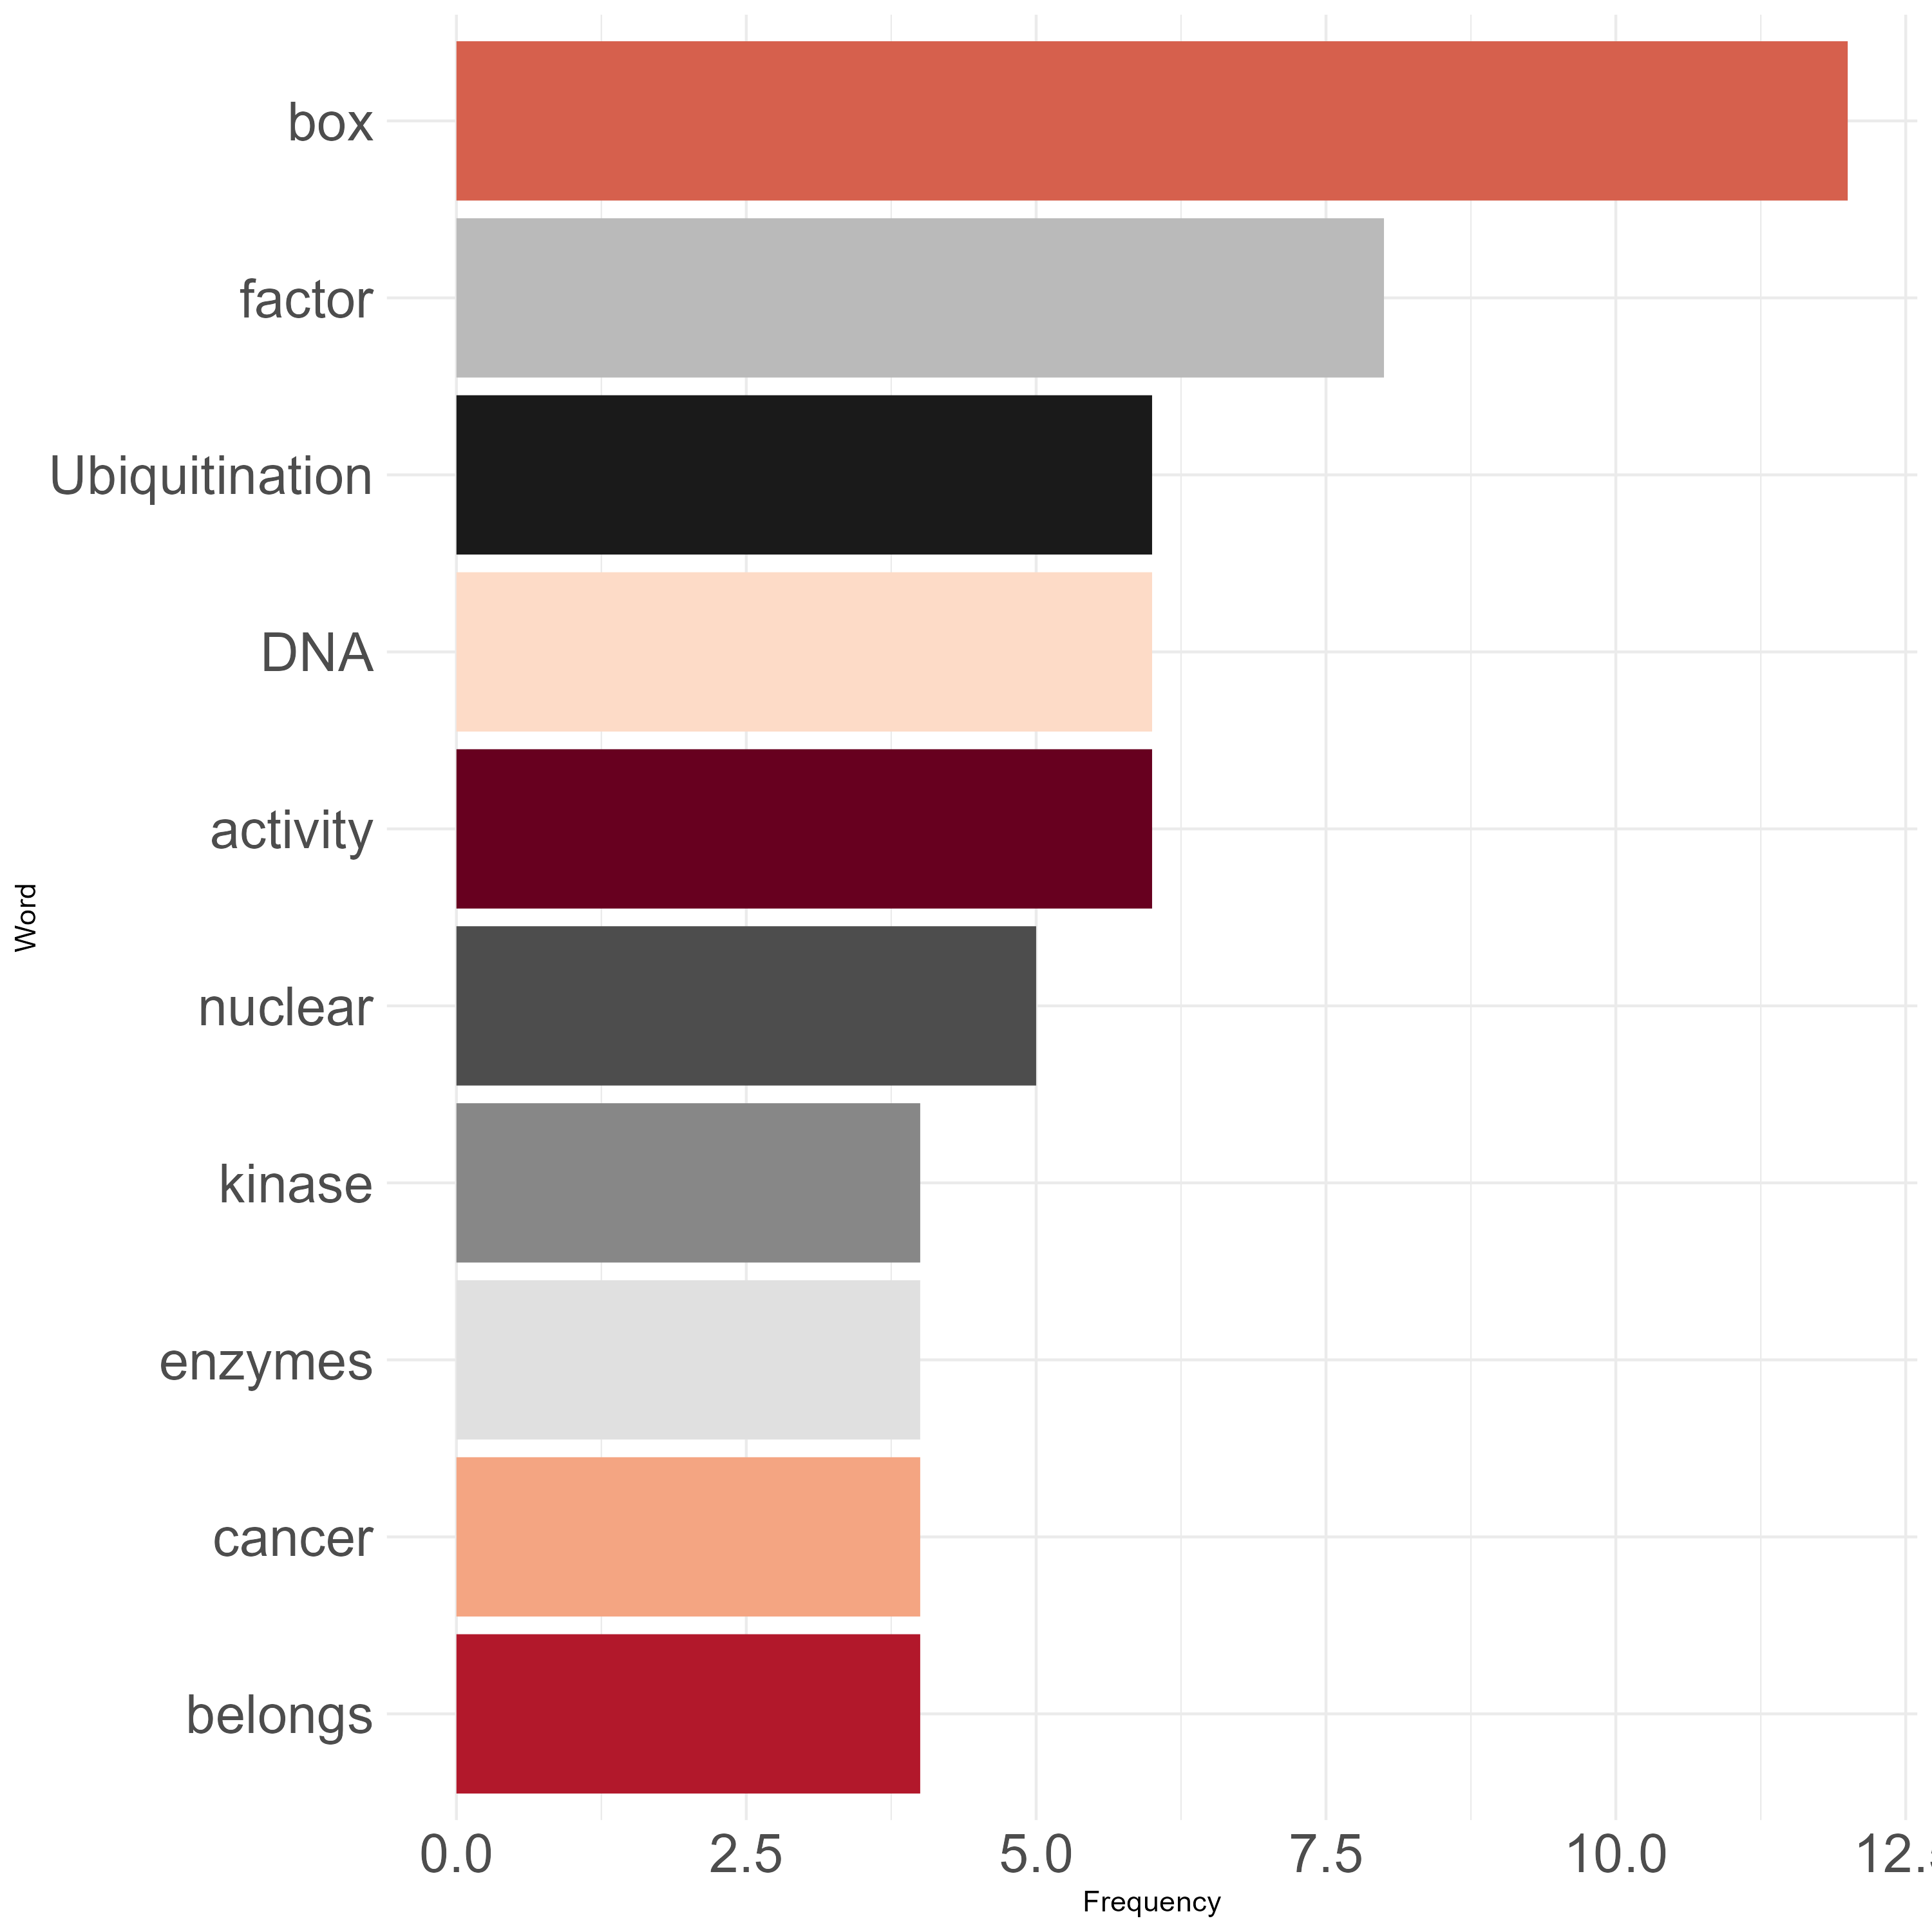 box
factor
Ubiquitination
DNA
activity
Word
nuclear
kinase
enzymes
cancer
belongs
0.0 2.5 5.0 7.5 10.0 12.
Frequency